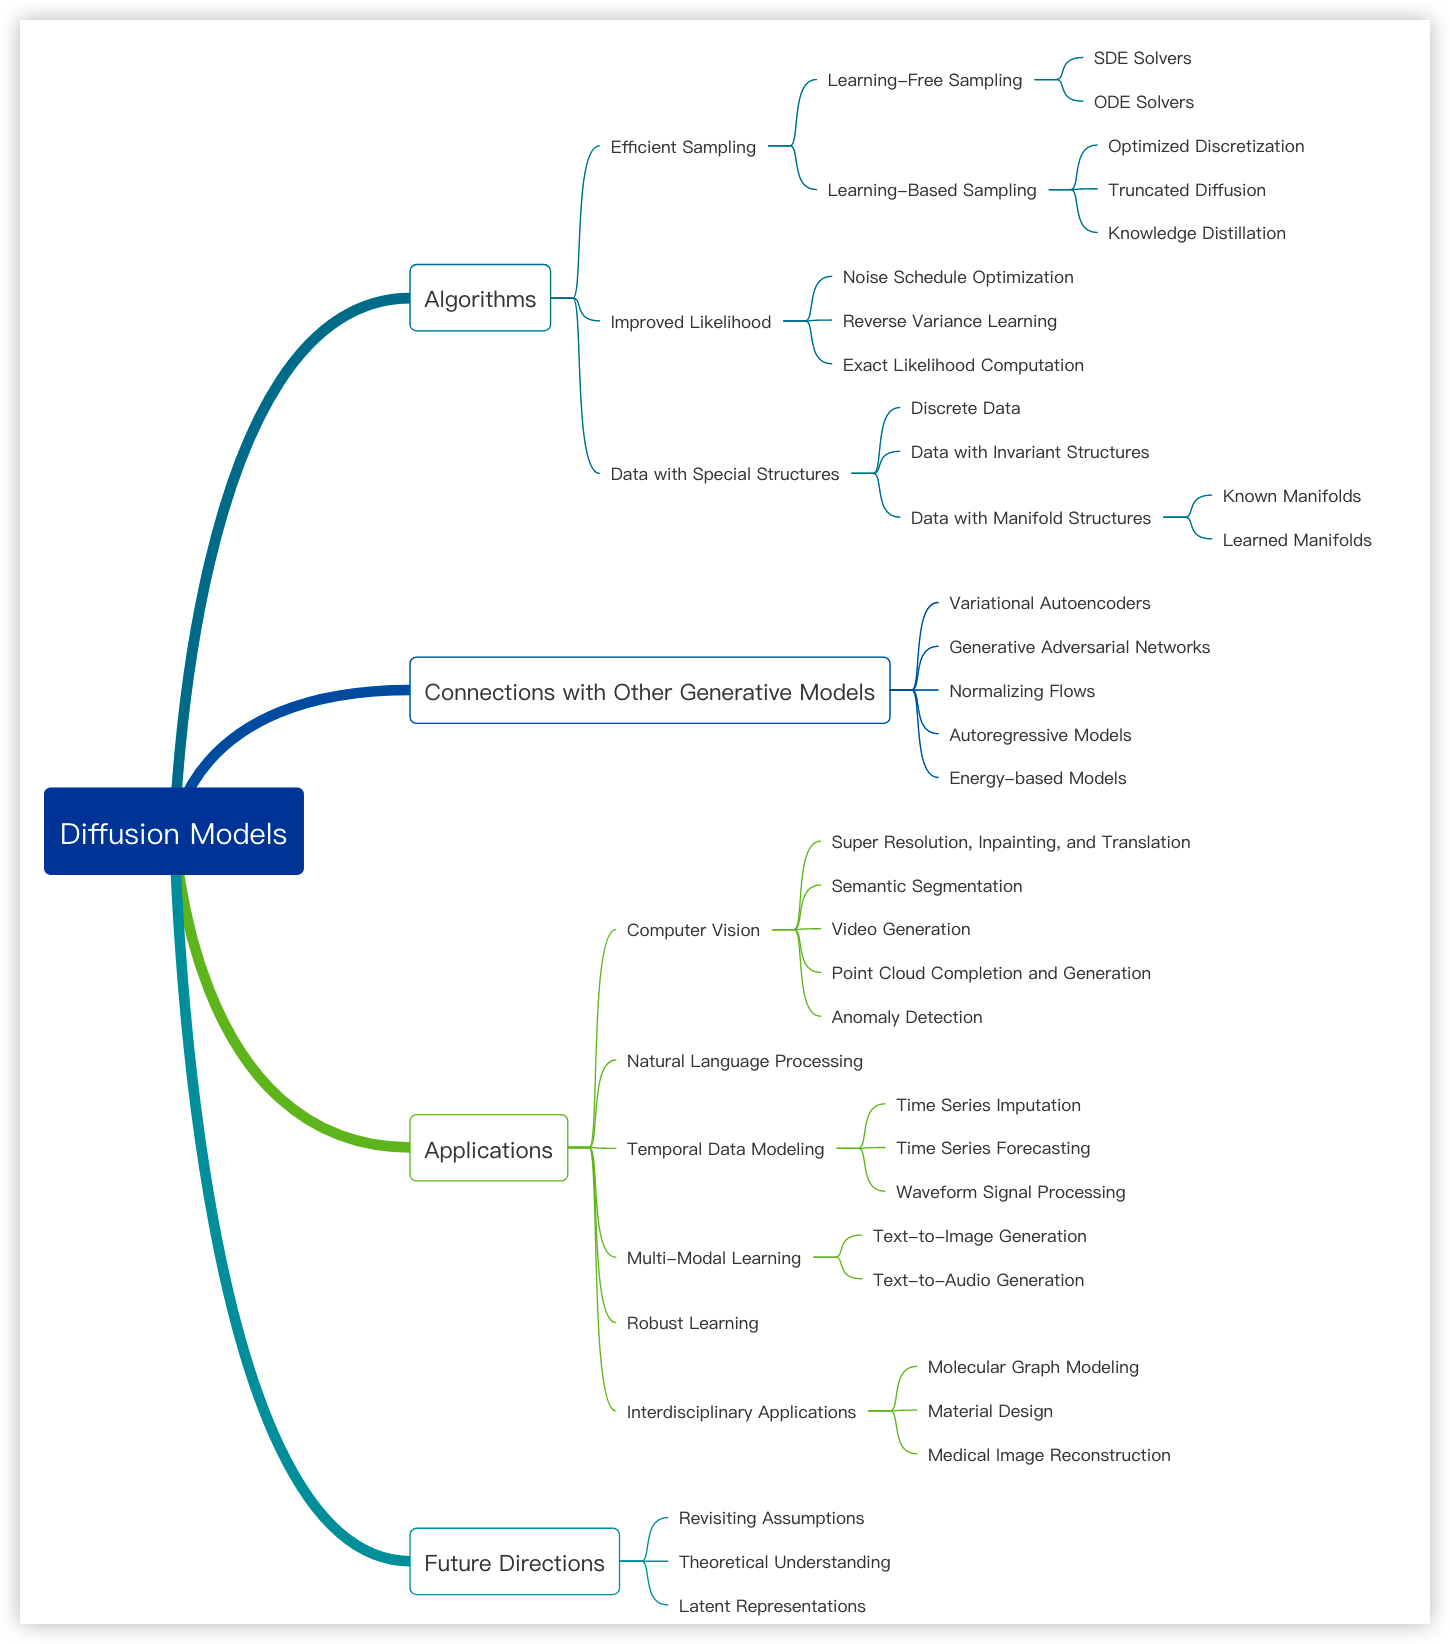 Diffusion Models
Algorithms
Efficient Sampling
Learning-Free Sampling
SDE Solvers
ODE Solvers
Learning-Based Sampling
Optimized Discretization
Truncated Diffusion
Knowledge Distillation
Improved Likelihood
Noise Schedule Optimization
Reverse Variance Learning
Exact Likelihood Computation
Data with Special Structures
Discrete Data
Data with Invariant Structures
Data with Manifold Structures
Known Manifolds
Learned Manifolds
Connections with Other Generative Models
Variational Autoencoders
Generative Adversarial Networks
Normalizing Flows
Autoregressive Models
Energy-based Models
Applications
Computer Vision
Super Resolution, Inpainting, and Translation
Semantic Segmentation
Video Generation
Point Cloud Completion and Generation
Anomaly Detection
Natural Language Processing
Temporal Data Modeling
Time Series Imputation
Time Series Forecasting
Waveform Signal Processing
Multi-Modal Learning
Text-to-Image Generation
Text-to-Audio Generation
Robust Learning
Interdisciplinary Applications
Molecular Graph Modeling
Material Design
Medical Image Reconstruction
Future Directions
Revisiting Assumptions
Theoretical Understanding
Latent Representations